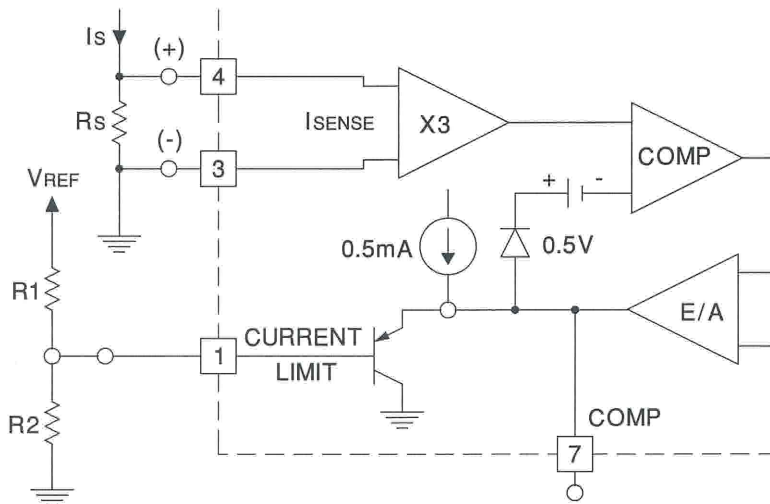 Is
(+)
4
Rs
ISENSE
X3
(-)
3
COMP
VREF
+ -
0.5mA
0.5V
R1
E/A
1
CURRENT
LIMIT
R2
COMP
7